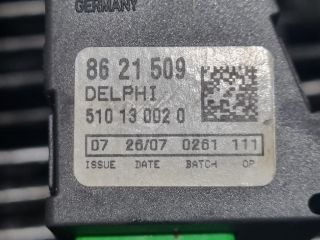 GERMANY
86 21 509
DELPHI
510 13 002 0
07 26/07 0261 111
ISSUE DATE BATCH OP